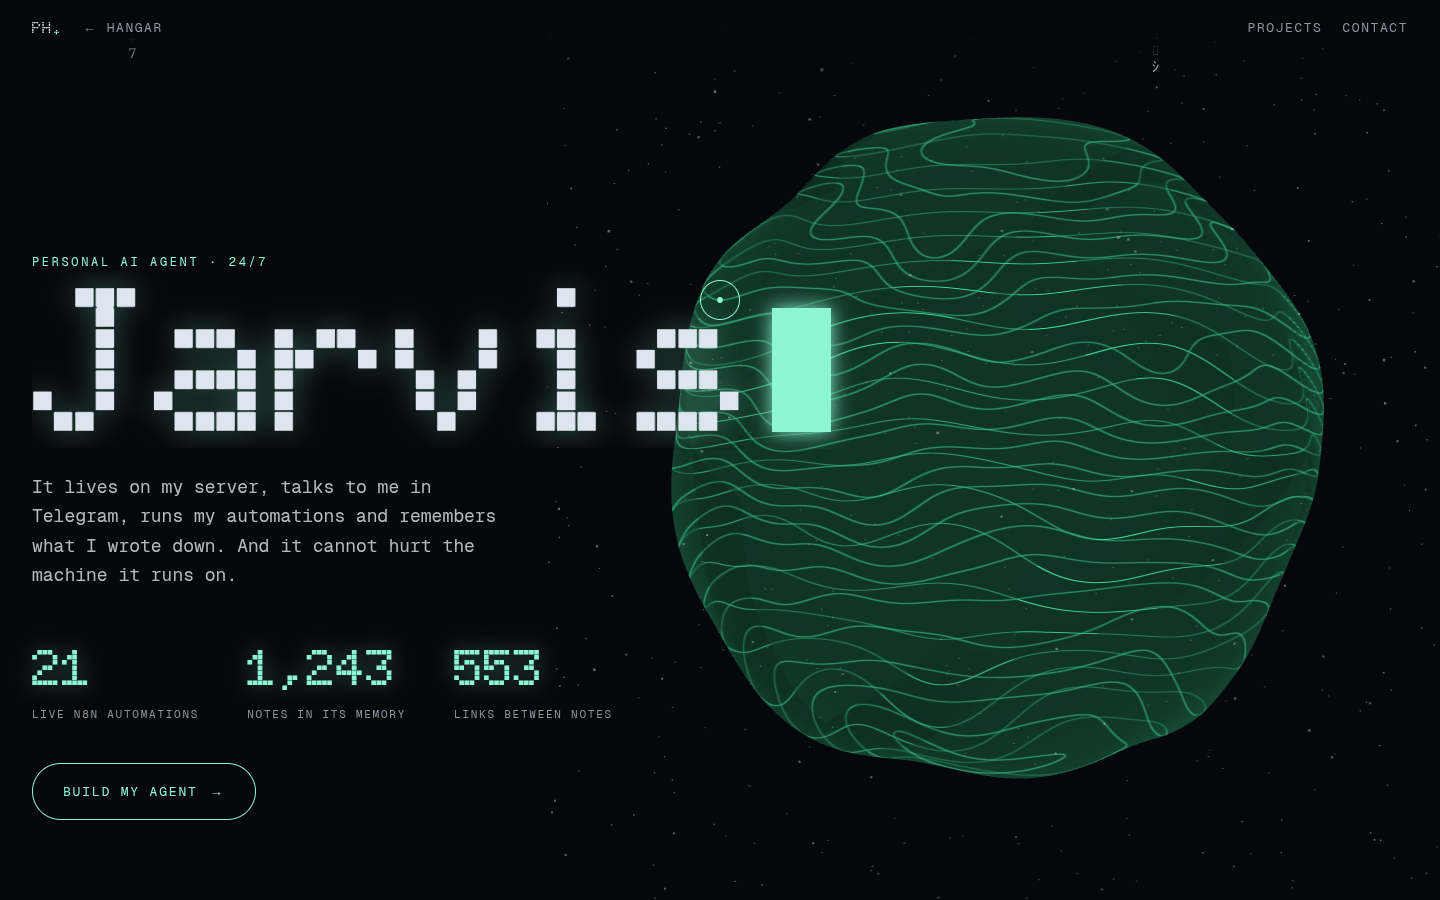 PH+ ← HANGAR PROJECTS CONTACT
7
シ
PERSONAL AI AGENT · 24/7
Jarvis
It lives on my server, talks to me in
Telegram, runs my automations and remembers
what I wrote down. And it cannot hurt the
machine it runs on.
21 1,243 553
LIVE N8N AUTOMATIONS NOTES IN ITS MEMORY LINKS BETWEEN NOTES
BUILD MY AGENT →